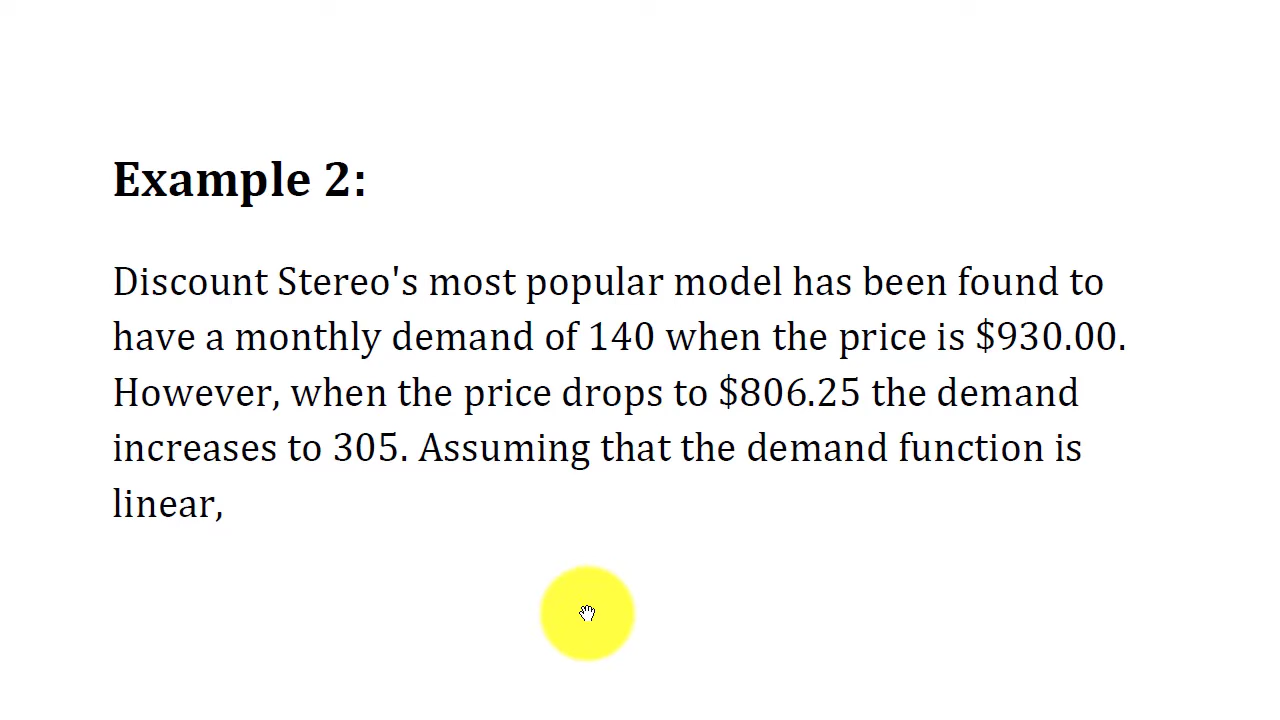 Example 2:
Discount Stereo's most popular model has been found to
have a monthly demand of 140 when the price is $930.00.
However, when the price drops to $806.25 the demand
increases to 305. Assuming that the demand function is
linear,